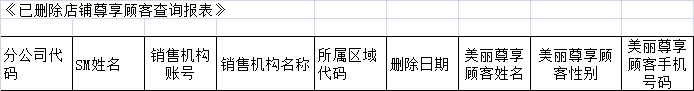 《已删除店铺尊享顾客查询报表》
分公司代码
SM姓名
销售机构账号
销售机构名称
所属区域代码
删除日期
美丽尊享顾客姓名
美丽尊享顾客性别
美丽尊享顾客手机号码